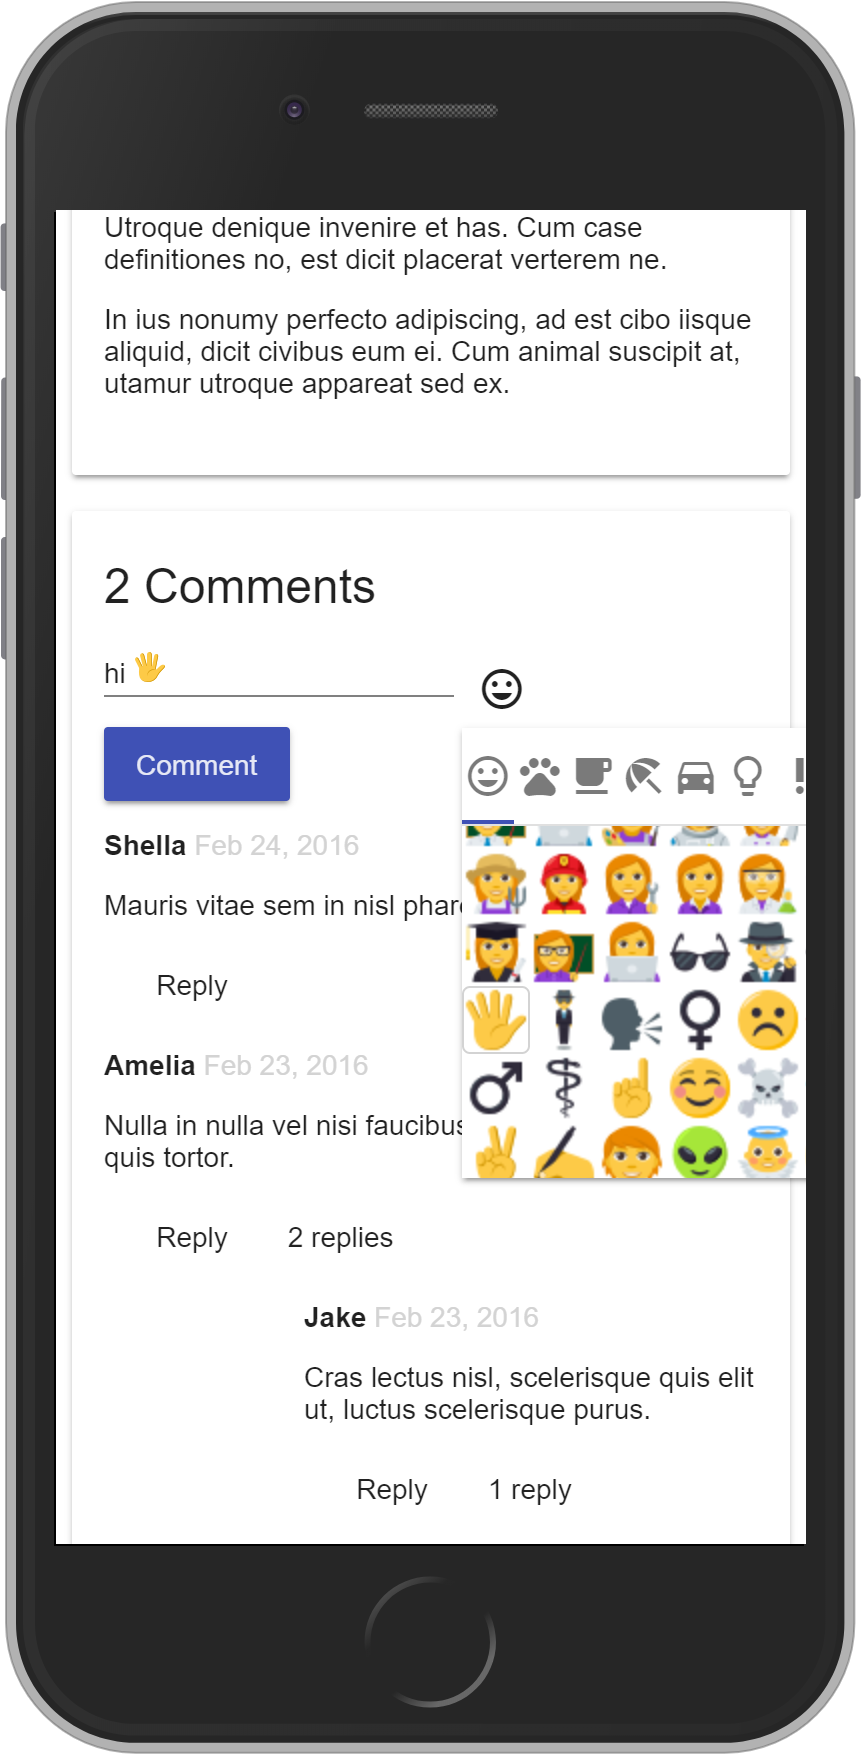 Utroque denique invenire et has. Cum case
definitiones no, est dicit placerat verterem ne.
In ius nonumy perfecto adipiscing, ad est cibo iisque
aliquid, dicit civibus eum ei. Cum animal suscipit at,
utamur utroque appareat sed ex.
2 Comments
hi 🖐
Comment
Shella Feb 24, 2016
Mauris vitae sem in nisl
Reply
Amelia Feb 23, 2016
Nulla in nulla vel nisi faucibus
quis tortor.
Reply 2 replies
Jake Feb 23, 2016
Cras lectus nisl, scelerisque quis elit
ut, luctus scelerisque purus.
Reply 1 reply